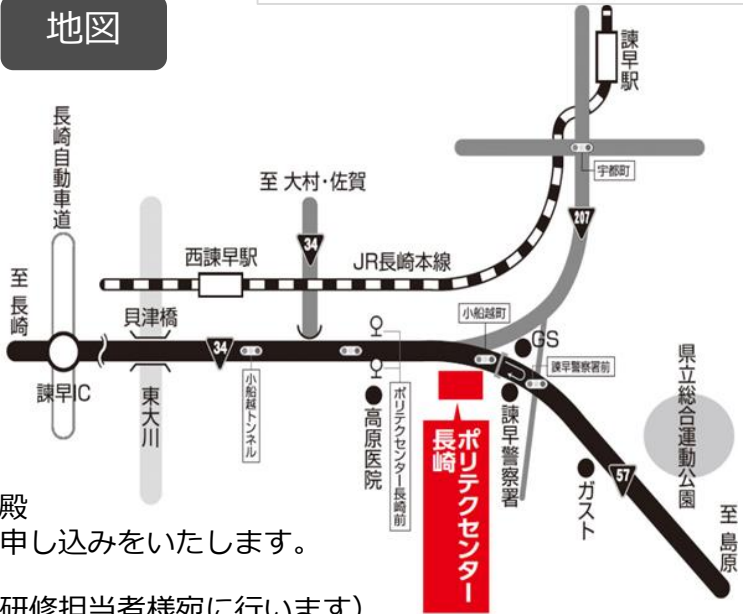 地図
諫早駅
長崎自動車道
宇都町
至 大村・佐賀
207
34
西諫早駅
JR長崎本線
至 長崎
貝津橋
小船越町
GS
34
諫早警察署前
県立総合運動公園
諫早IC
東大川
小船越トンネル
高原医院
ポリテクセンター長崎前
ポリテクセンター
長崎
諫早警察署
ガスト
57
至 島原
殿
申し込みをいたします。
研修担当者様宛に行います）